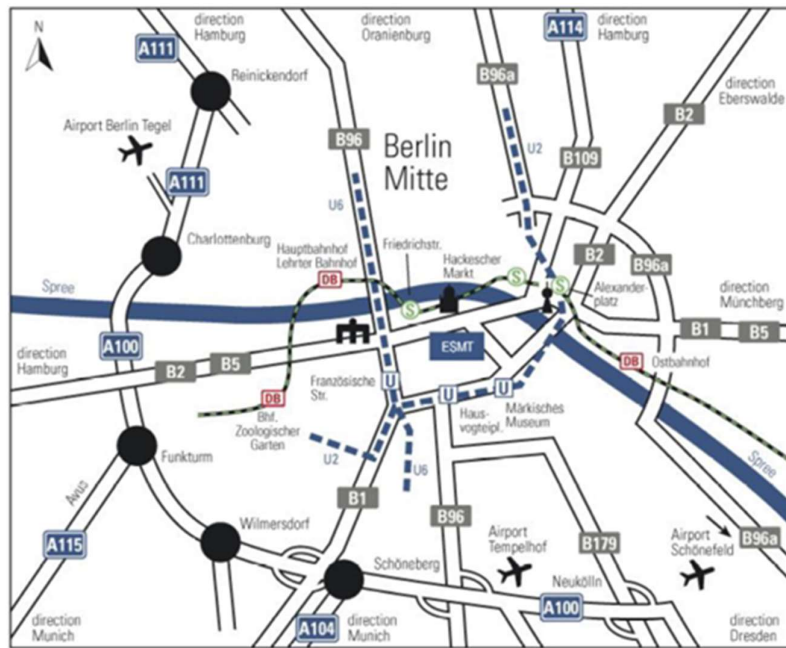 N
direction
Hamburg
A111
Reinickendorf
Airport Berlin Tegel
A111
Charlottenburg
direction
Oranienburg
B96
Berlin
Mitte
U6
B96a
U2
A114
direction
Hamburg
direction
Eberswalde
B2
B109
B2
B96a
Hauptbahnhof
Lehrter Bahnhof
DB
Friedrichstr.
S
Hackescher
Markt
S
S
Alexander-
platz
direction
Münchberg
B1
B5
Spree
A100
direction
Hamburg
B2
B5
ESMT
DB
Ostbahnhof
DB
Bhf.
Zoologischer
Garten
Französische
Str.
U
U
U
Haus-
vogteipl.
Märkisches
Museum
U2
U6
Spree
Funkturm
Avus
A115
direction
Munich
Wilmersdorf
B1
Schöneberg
A104
direction
Munich
B96
Airport
Tempelhof
B179
Airport
Schönefeld
B96a
Neukölln
A100
direction
Dresden